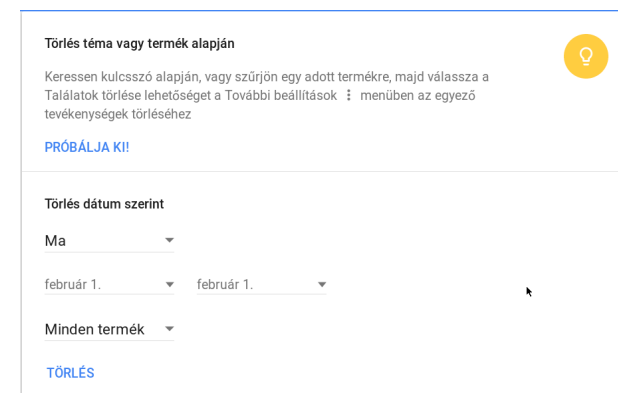 Törlés téma vagy termék alapján
Keressen kulcsszó alapján, vagy szűrjön egy adott termékre, majd válassza a
Találatok törlése lehetőséget a További beállítások ⋮ menüben az egyező
tevékenységek törléséhez
PRÓBÁLJA KI!
Törlés dátum szerint
Ma
február 1. február 1.
Minden termék
TÖRLÉS